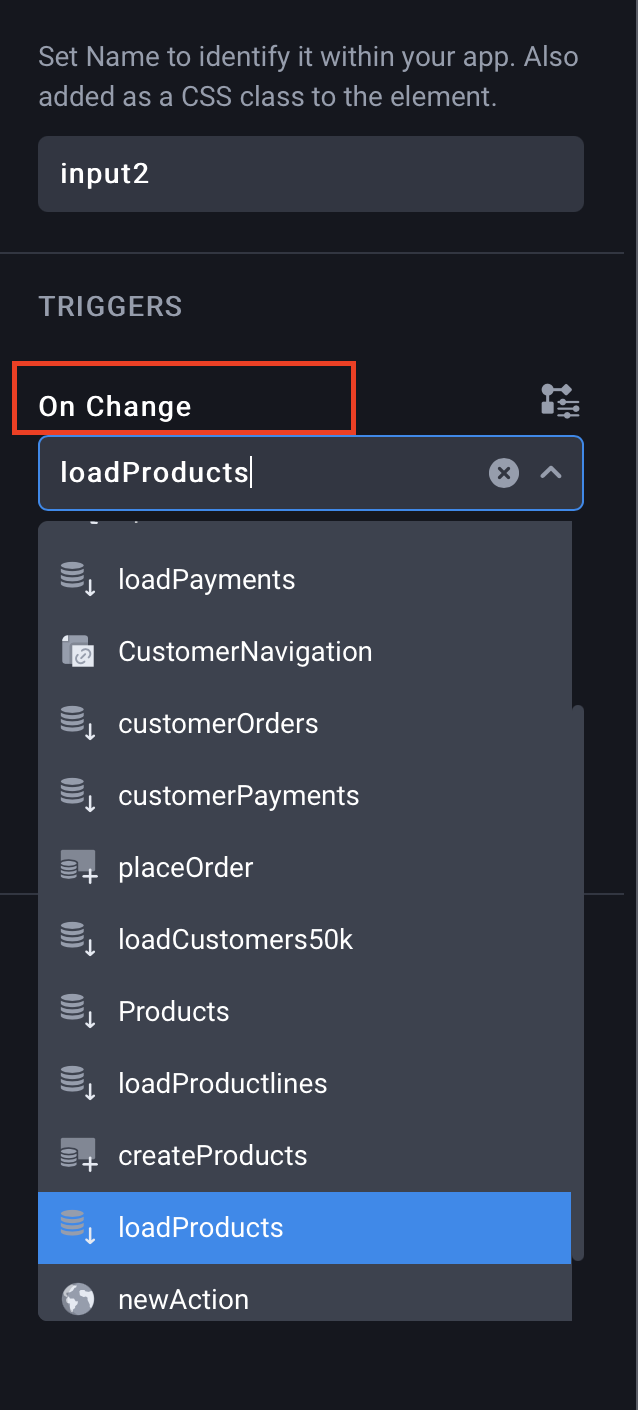 Set Name to identify it within your app. Also
added as a CSS class to the element.
input2
TRIGGERS
On Change
loadProducts
loadPayments
CustomerNavigation
customerOrders
customerPayments
placeOrder
loadCustomers50k
Products
loadProductlines
createProducts
loadProducts
newAction